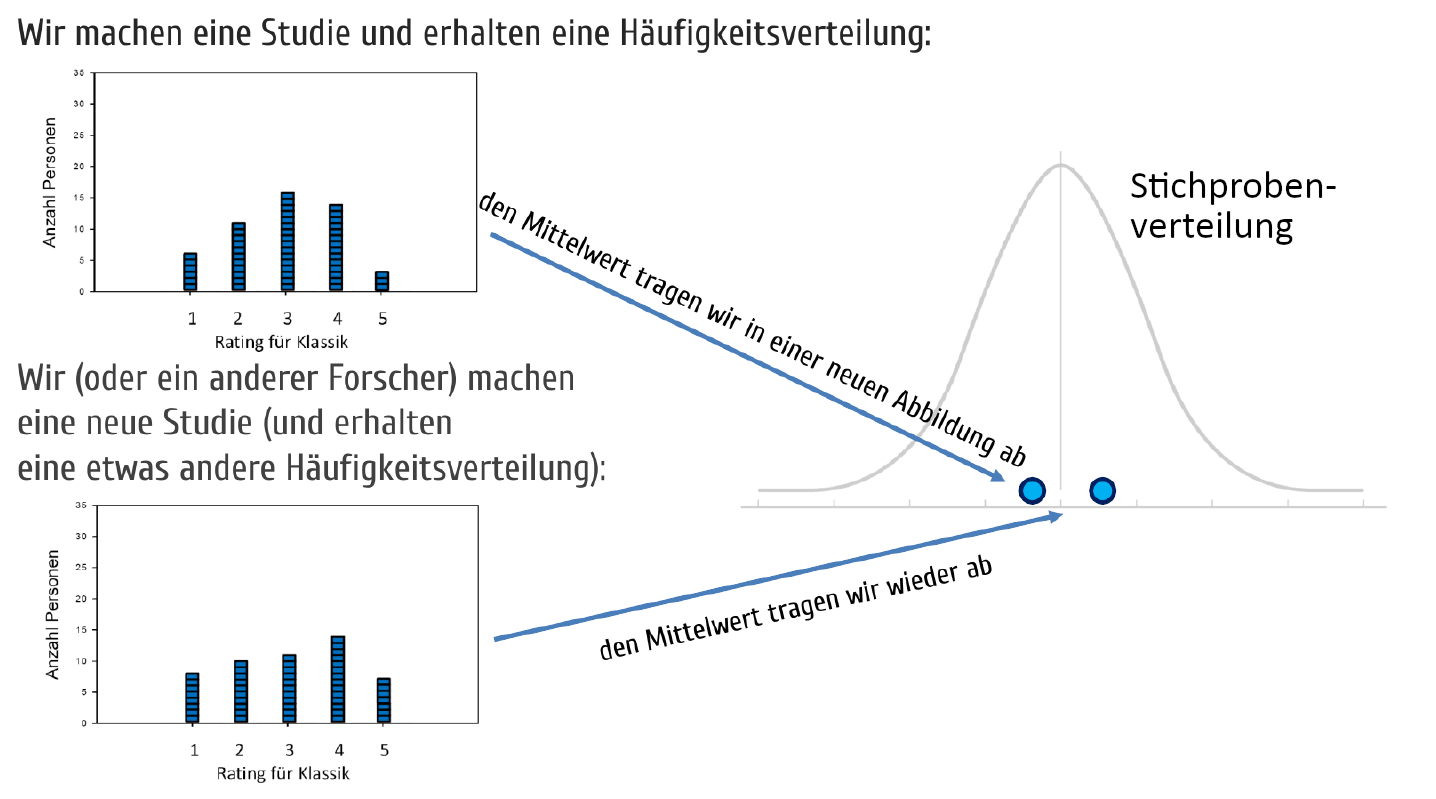 Wir machen eine Studie und erhalten eine Häufigkeitsverteilung:
35
30
25
20
15
10
5
0
Anzahl Personen
1 2 3 4 5
Rating für Klassik
den Mittelwert tragen wir in einer neuen Abbildung ab
Stichproben-
verteilung
Wir (oder ein anderer Forscher) machen
eine neue Studie (und erhalten
eine etwas andere Häufigkeitsverteilung):
35
30
25
20
15
10
5
0
Anzahl Personen
1 2 3 4 5
Rating für Klassik
den Mittelwert tragen wir wieder ab